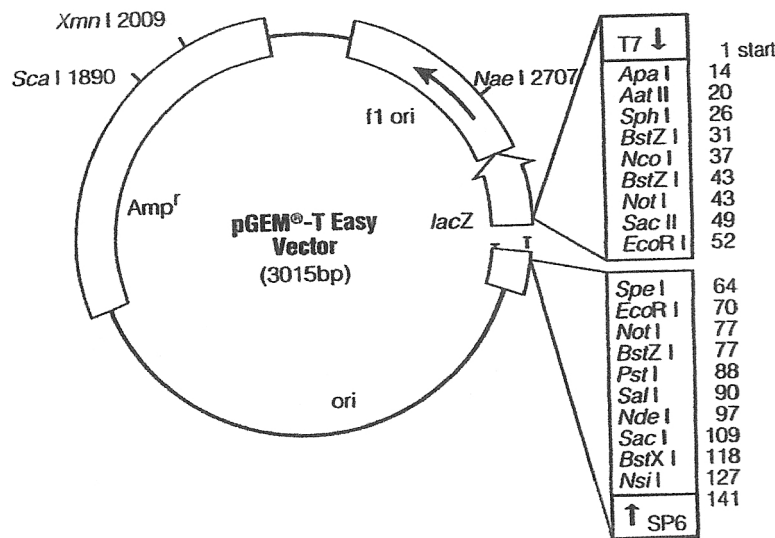 Xmn I 2009
Sca I 1890
Nae I 2707
f1 ori
Ampʳ
pGEM®-T Easy
Vector
(3015bp)
lacZ
T T
ori
T7 ↓
1 start
Apa I 14
Aat II 20
Sph I 26
BstZ I 31
Nco I 37
BstZ I 43
Not I 43
Sac II 49
EcoR I 52
Spe I 64
EcoR I 70
Not I 77
BstZ I 77
Pst I 88
Sal I 90
Nde I 97
Sac I 109
BstX I 118
Nsi I 127
141
↑ SP6